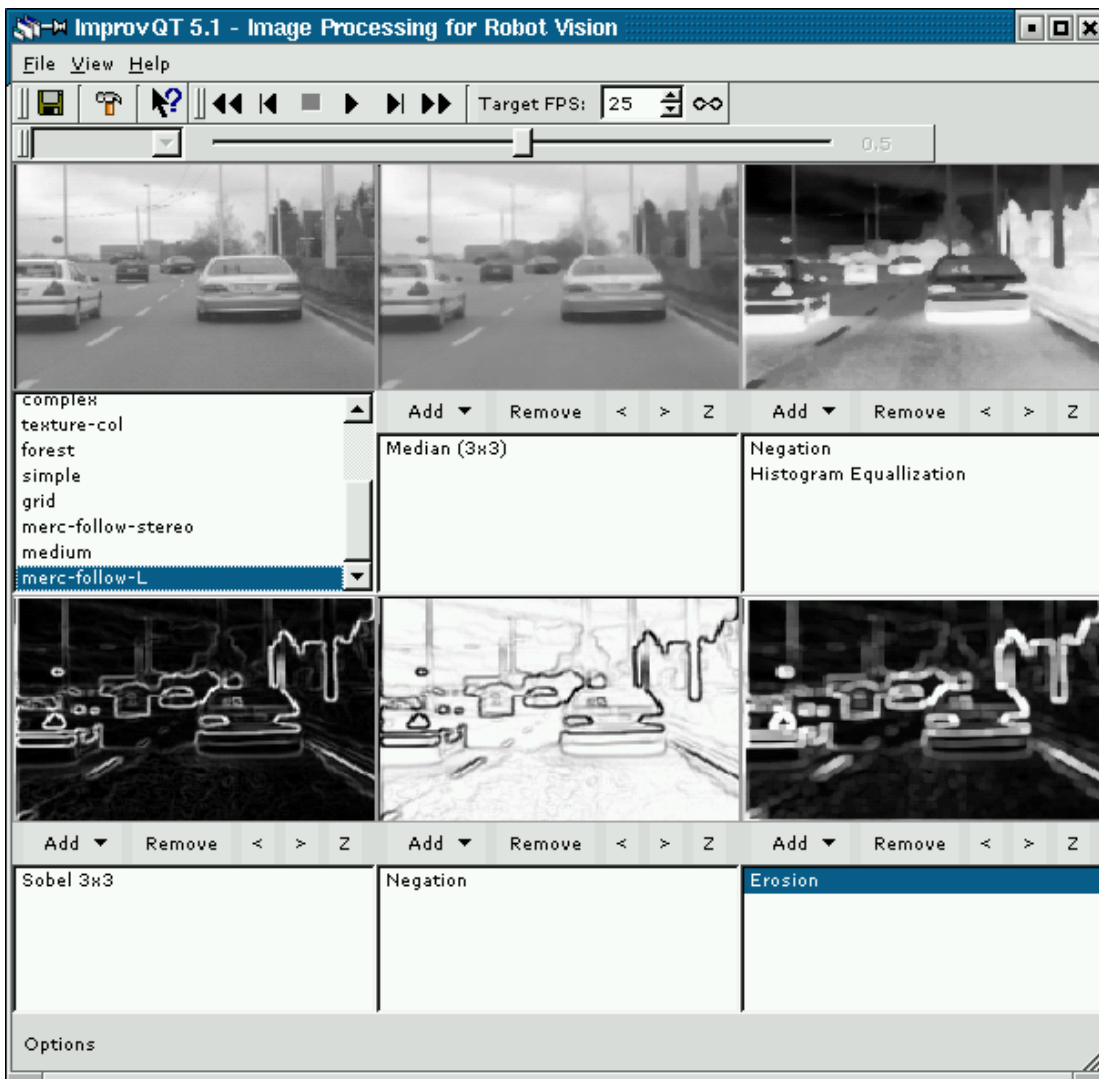 ImprovQT 5.1 - Image Processing for Robot Vision
File View Help
Target FPS: 25
0.5
complex
texture-col
forest
simple
grid
merc-follow-stereo
medium
merc-follow-L
Add Remove < > Z
Median (3x3)
Add Remove < > Z
Negation
Histogram Equallization
Add Remove < > Z
Sobel 3x3
Add Remove < > Z
Negation
Add Remove < > Z
Erosion
Options